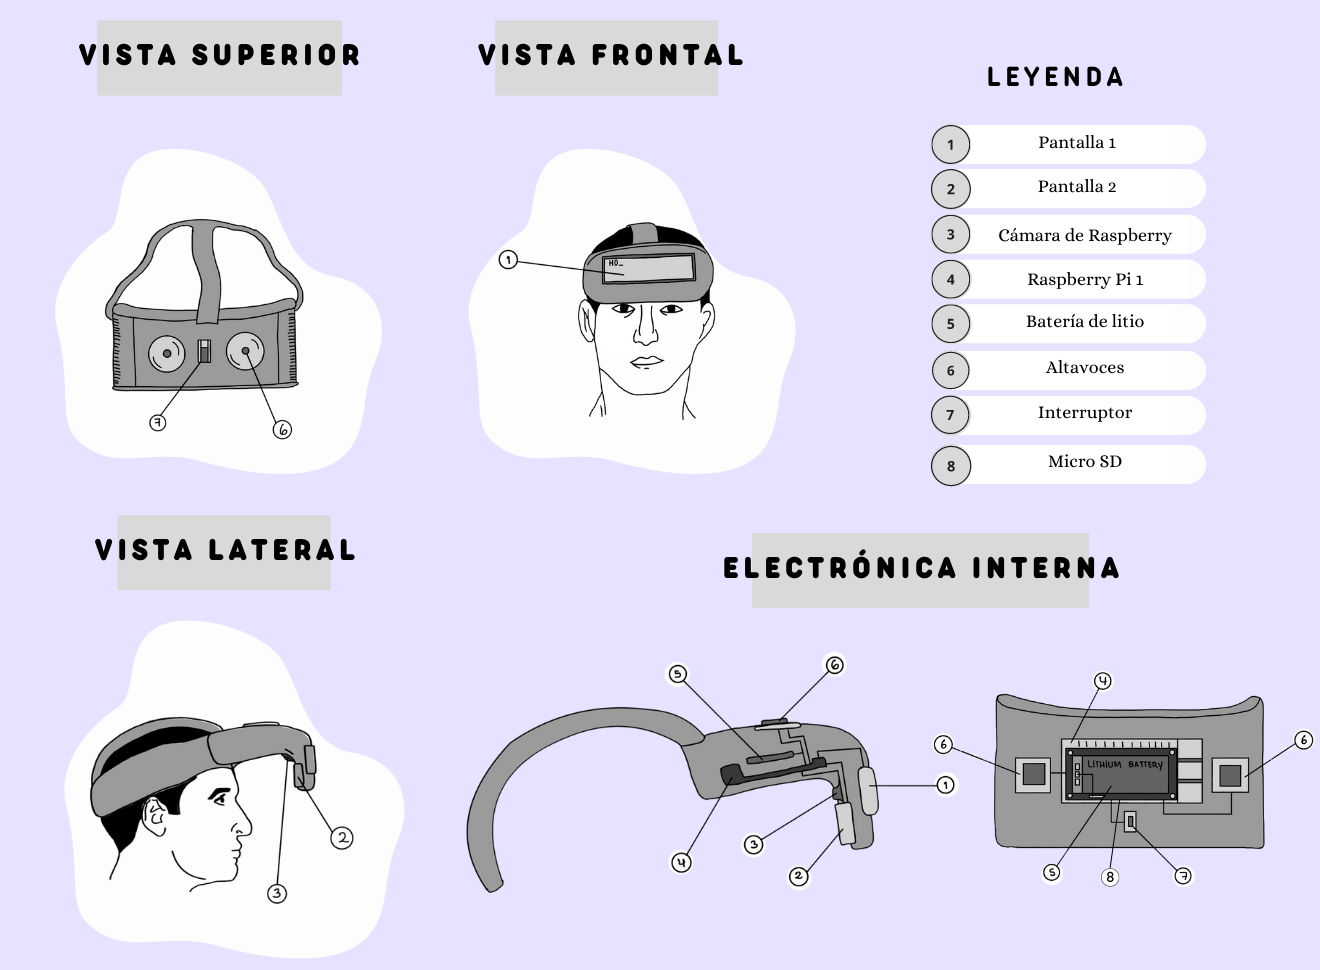 VISTA SUPERIOR
7
6
VISTA FRONTAL
1
HO_
LEYENDA
1 Pantalla 1
2 Pantalla 2
3 Cámara de Raspberry
4 Raspberry Pi 1
5 Batería de litio
6 Altavoces
7 Interruptor
8 Micro SD
VISTA LATERAL
2
3
ELECTRÓNICA INTERNA
5
6
1
4
3
2
4
6
6
LITHIUM BATTERY
5
8
7